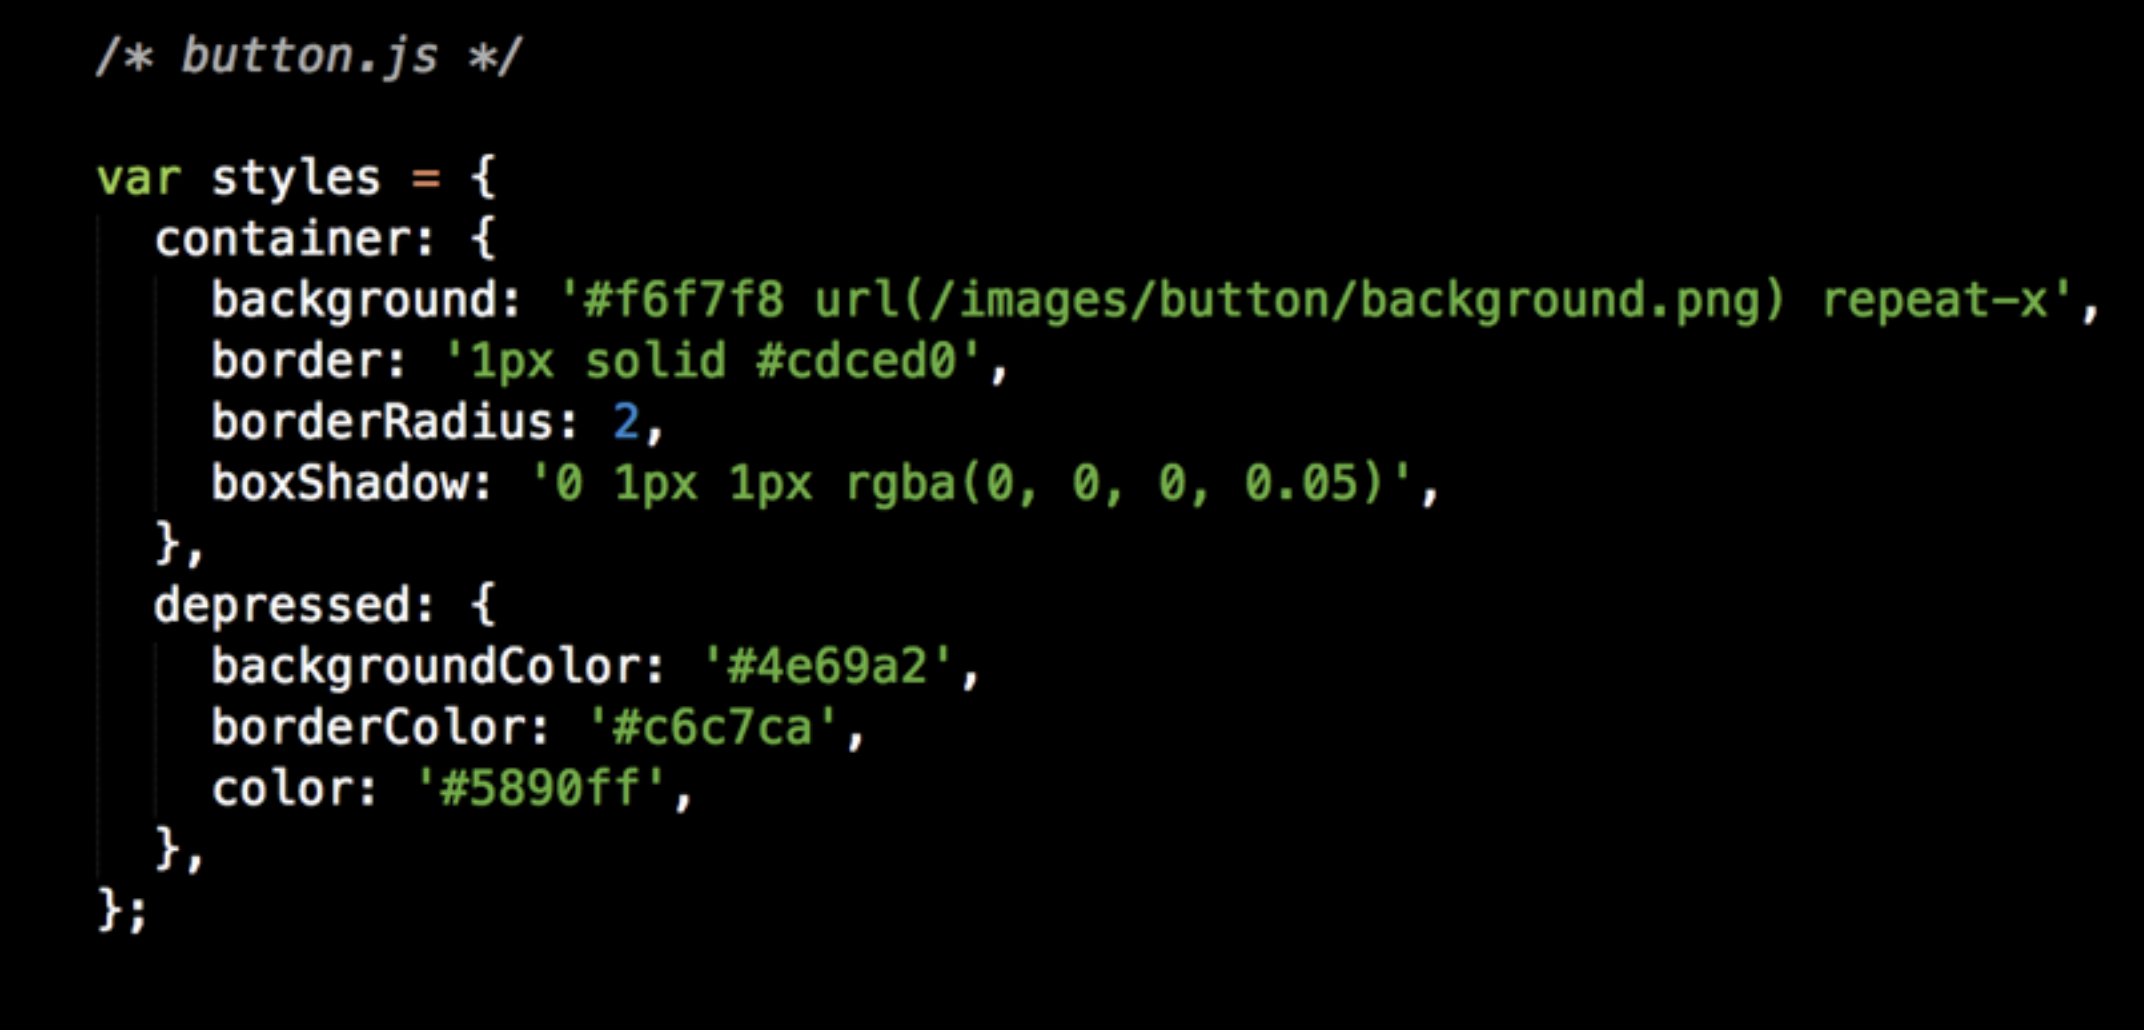 /* button.js */
var styles = {
container: {
background: '#f6f7f8 url(/images/button/background.png) repeat-x',
border: '1px solid #cdced0',
borderRadius: 2,
boxShadow: '0 1px 1px rgba(0, 0, 0, 0.05)',
},
depressed: {
backgroundColor: '#4e69a2',
borderColor: '#c6c7ca',
color: '#5890ff',
},
};